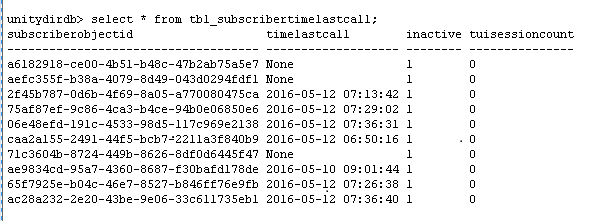 unitydirdb> select * from tbl_subscribertimelastcall;
subscriberobjectid timelastcall inactive tuisessioncount
------------------------------------ ------------------- -------- ---------------
a6182918-ce00-4b51-b48c-47b2ab75a5e7 None 1 0
aefc355f-b38a-4079-8d49-043d0294fdf1 None 1 0
2f45b787-0d6b-4f69-8a05-a770080475ca 2016-05-12 07:13:42 1 0
75af87ef-9c86-4ca3-b4ce-94b0e06850e6 2016-05-12 07:29:02 1 0
06e48efd-191c-4533-98d5-117c969e2138 2016-05-12 07:36:31 1 0
caa2a155-2491-44f5-bcb7-2211a3f840b9 2016-05-12 06:50:16 1 0
71c3604b-8724-449b-8626-8df0d6445f47 None 1 0
ae9834cd-95a7-4360-8687-f30bafd178de 2016-05-10 09:01:44 1 0
65f7925e-b04c-46e7-8527-b846ff76e9fb 2016-05-12 07:26:38 1 0
ac28a232-2e20-43be-9e06-33c611735eb1 2016-05-12 07:36:40 1 0